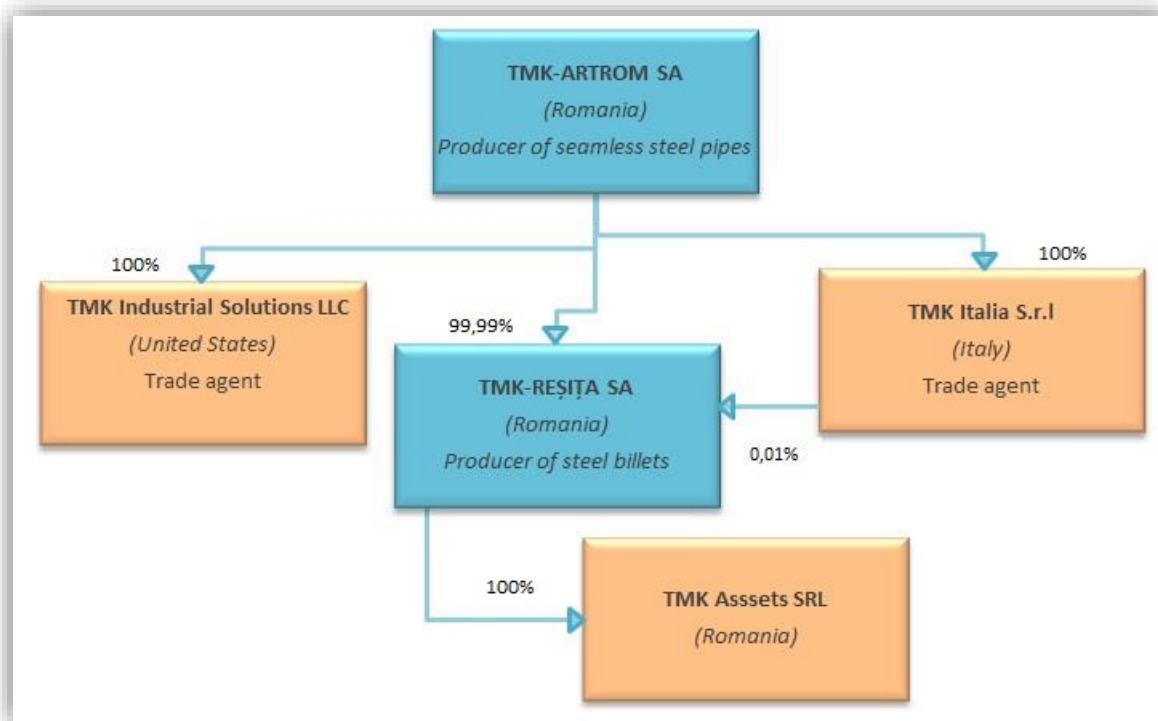 TMK-ARTROM SA
(Romania)
Producer of seamless steel pipes
100%
100%
TMK Industrial Solutions LLC
(United States)
Trade agent
TMK Italia S.r.l
(Italy)
Trade agent
99,99%
TMK-REȘIȚA SA
(Romania)
Producer of steel billets
0,01%
100%
TMK Asssets SRL
(Romania)